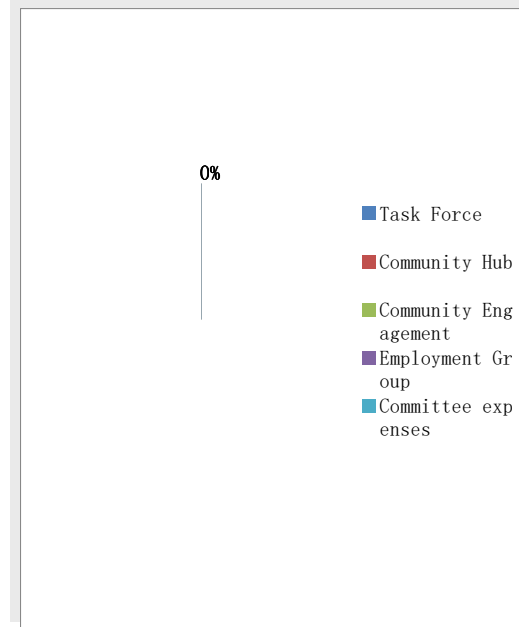 0%
Task Force
Community Hub
Community Eng
agement
Employment Gr
oup
Committee exp
enses